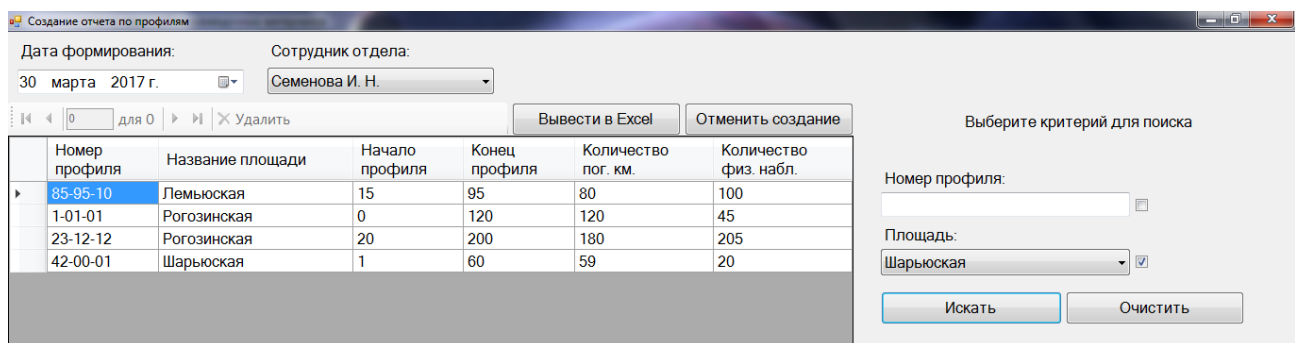 Создание отчета по профилям
Дата формирования: Сотрудник отдела:
30 марта 2017 г. Семенова И. Н.
0 для 0 Удалить Вывести в Excel Отменить создание
Номер профиля Название площади Начало профиля Конец профиля Количество пог. км. Количество физ. набл.
85-95-10 Лемьюская 15 95 80 100
1-01-01 Рогозинская 0 120 120 45
23-12-12 Рогозинская 20 200 180 205
42-00-01 Шарьюская 1 60 59 20
Выберите критерий для поиска
Номер профиля:
Площадь:
Шарьюская
Искать Очистить